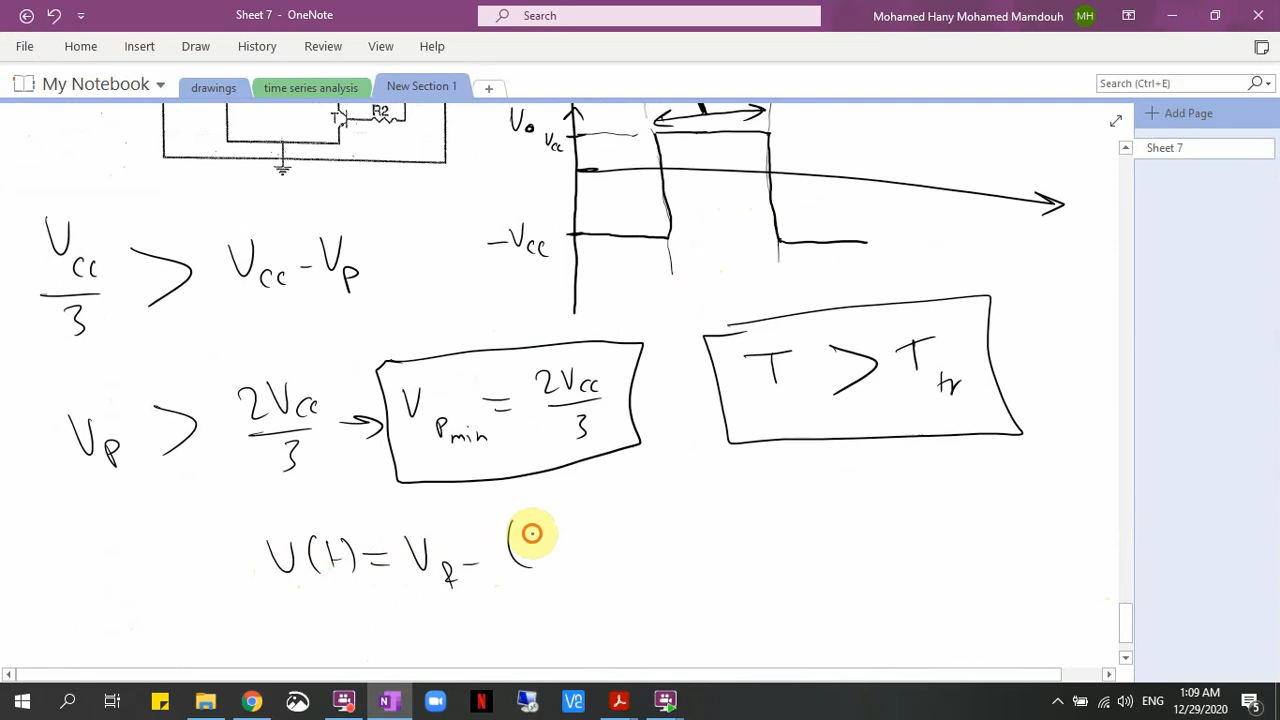 Sheet 7 - OneNote
Search
Mohamed Hany Mohamed Mamdouh MH
File Home Insert Draw History Review View Help
My Notebook drawings time series analysis New Section 1 +
Search (Ctrl+E)
Add Page
Sheet 7
T R2
Vo
Vcc
-Vcc
Vcc/3 > Vcc - Vp
Vp > 2Vcc/3 → Vpmin = 2Vcc/3
T > Ttr
V(t) = Vf - (
ENG
1:09 AM
12/29/2020